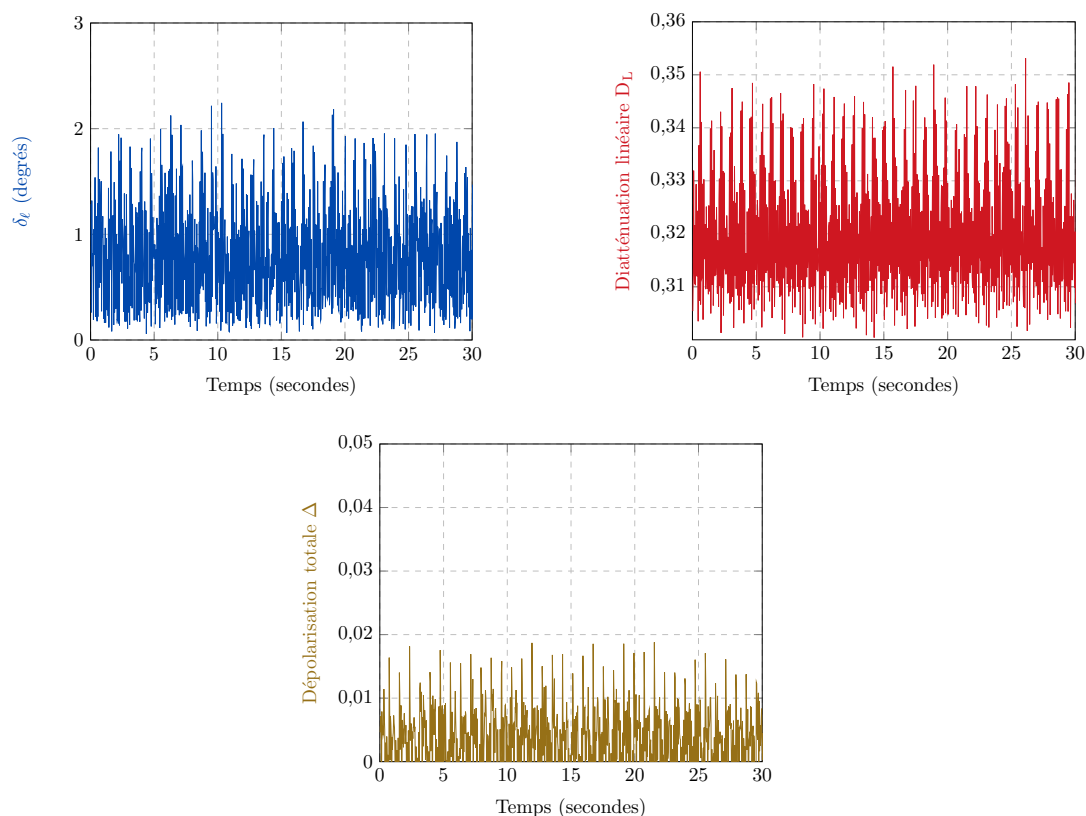 3
2
1
0
δℓ (degrés)
0 5 10 15 20 25 30
Temps (secondes)
0,36
0,35
0,34
0,33
0,32
0,31
Diatténuation linéaire D_L
0 5 10 15 20 25 30
Temps (secondes)
0,05
0,04
0,03
0,02
0,01
0
Dépolarisation totale Δ
0 5 10 15 20 25 30
Temps (secondes)